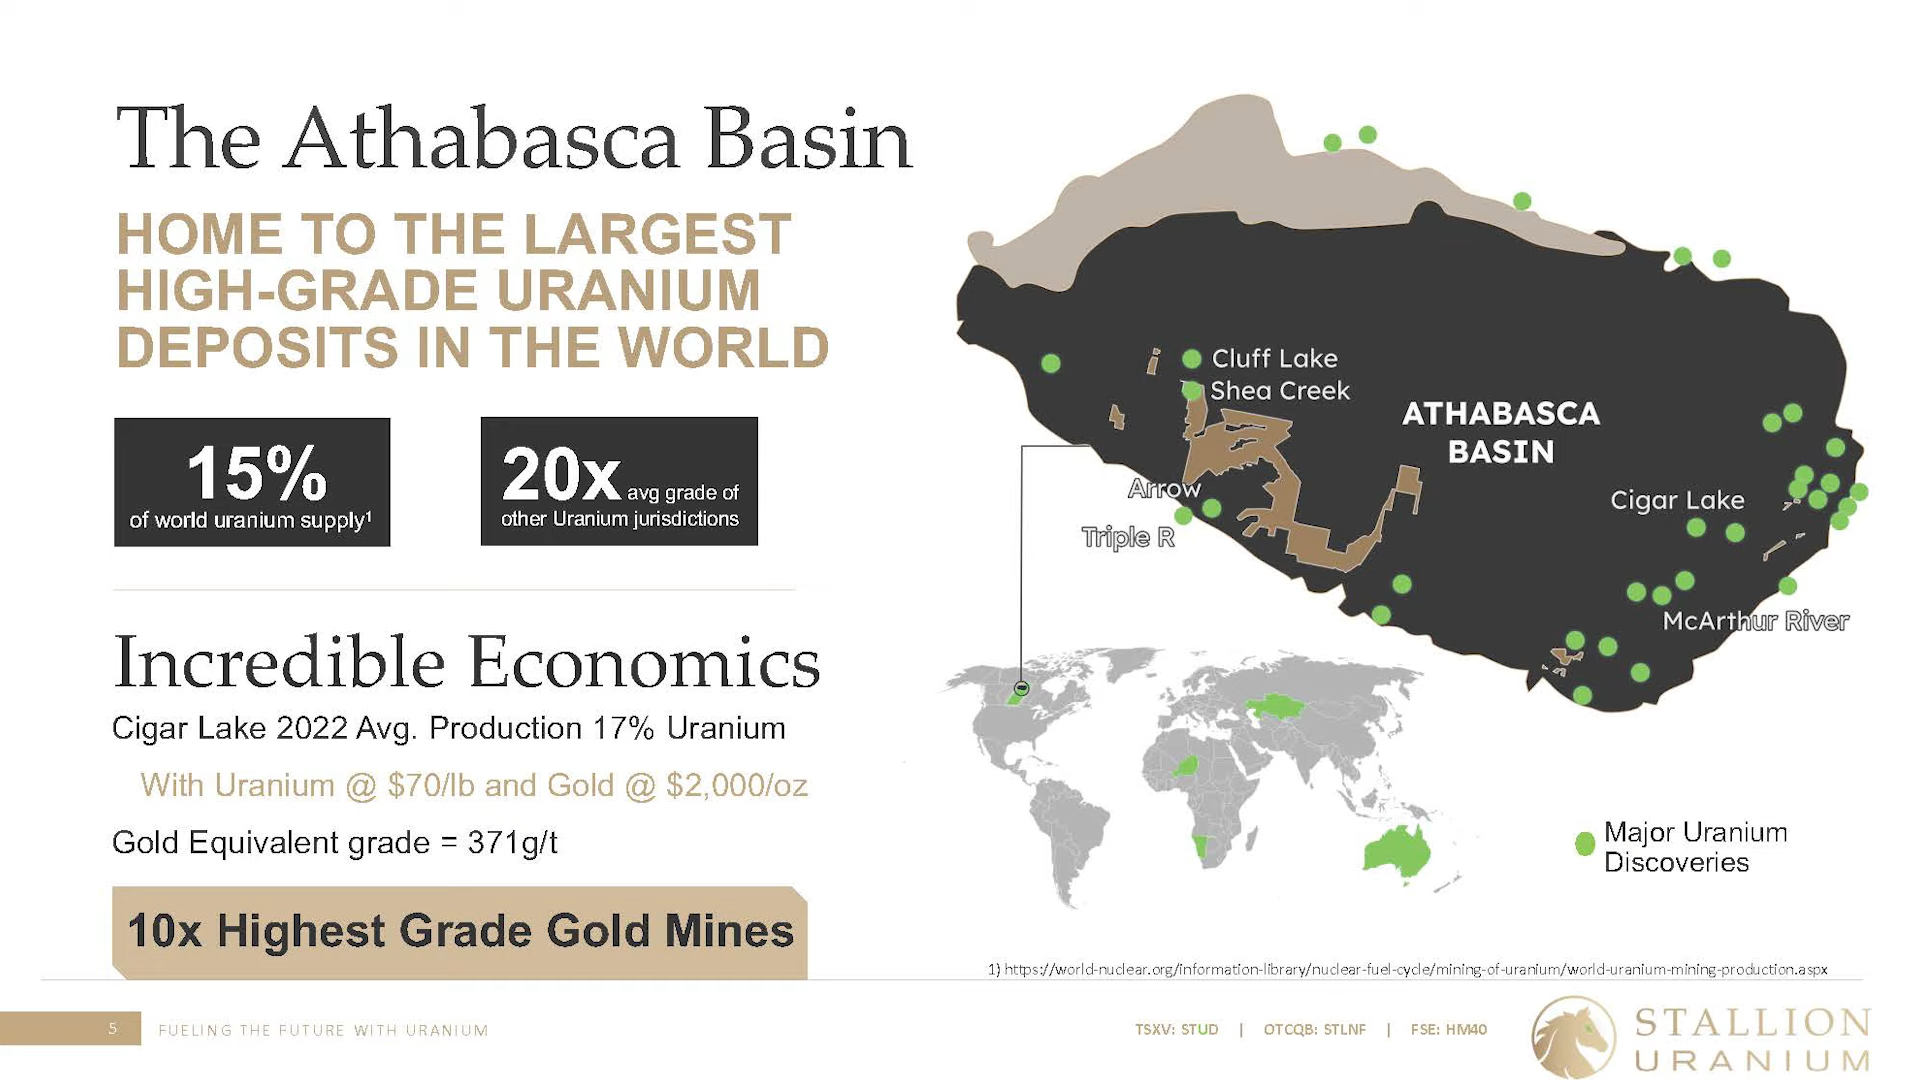 The Athabasca Basin
HOME TO THE LARGEST
HIGH-GRADE URANIUM
DEPOSITS IN THE WORLD
15%
of world uranium supply¹
20x avg grade of
other Uranium jurisdictions
Incredible Economics
Cigar Lake 2022 Avg. Production 17% Uranium
With Uranium @ $70/lb and Gold @ $2,000/oz
Gold Equivalent grade = 371g/t
10x Highest Grade Gold Mines
Cluff Lake
Shea Creek
ATHABASCA
BASIN
Arrow
Triple R
Cigar Lake
McArthur River
Major Uranium
Discoveries
1) https://world-nuclear.org/information-library/nuclear-fuel-cycle/mining-of-uranium/world-uranium-mining-production.aspx
5
FUELING THE FUTURE WITH URANIUM
TSXV: STUD | OTCQB: STLNF | FSE: HM40
STALLION
URANIUM